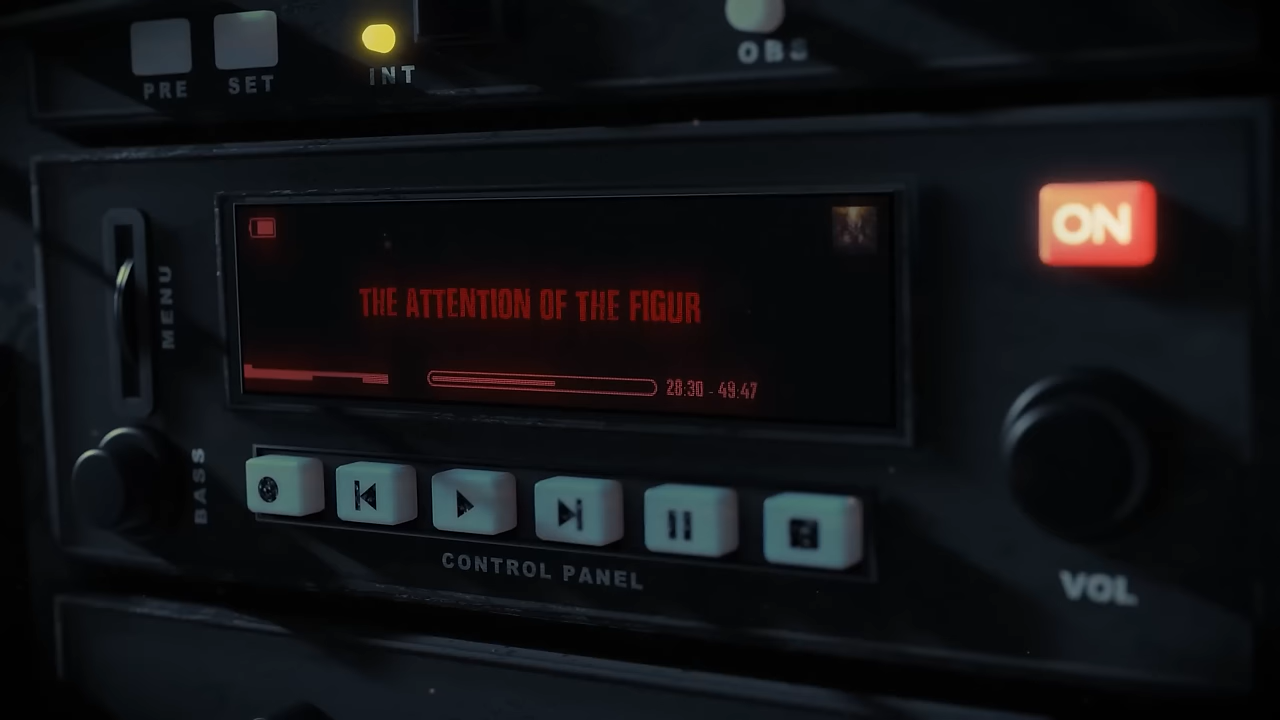 PRE
SET
INT
OBS
ON
THE ATTENTION OF THE FIGUR
28:30 - 49:47
MENU
BASS
CONTROL PANEL
VOL